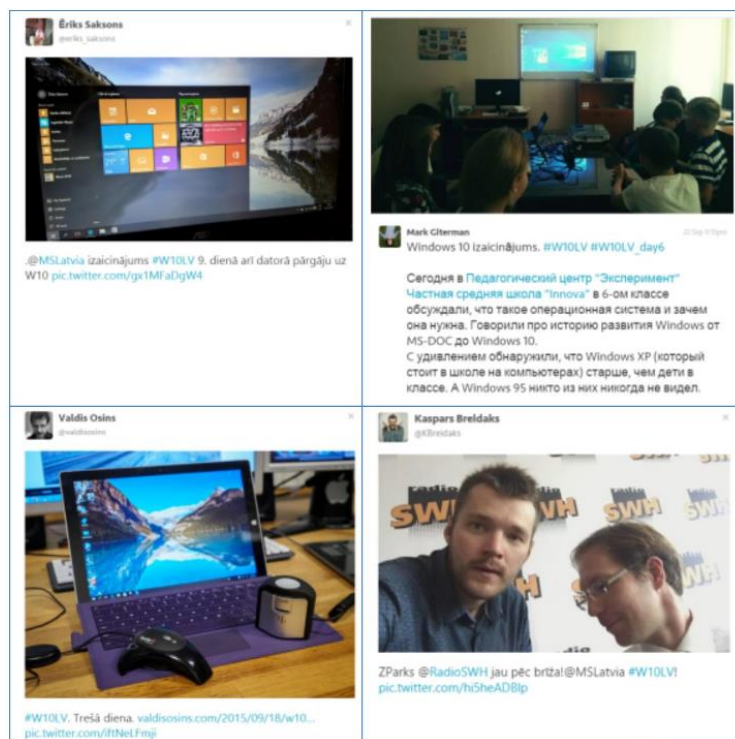 Ēriks Saksons
@eriks_saksons
.@MSLatvia izaicinājums #W10LV 9. dienā arī datorā pārgāju uz
W10 pic.twitter.com/gx1MFaDgW4
Mark Giterman
Windows 10 izaicinājums. #W10LV #W10LV_day6
Сегодня в Педагогический центр "Эксперимент"
Частная средняя школа "Innova" в 6-ом классе
обсуждали, что такое операционная система и зачем
она нужна. Говорили про историю развития Windows от
MS-DOC до Windows 10.
С удивлением обнаружили, что Windows XP (который
стоит в школе на компьютерах) старше, чем дети в
классе. А Windows 95 никто из них никогда не видел.
Valdis Osins
@valdisosins
#W10LV. Trešā diena. valdisosins.com/2015/09/18/w10...
pic.twitter.com/iftNeLFmji
Kaspars Breidaks
@KBreidaks
radio
SWH
SWH
SWH
SWH
ZParks @RadioSWH jau pēc brīža!@MSLatvia #W10LV!
pic.twitter.com/hi5heADBlp